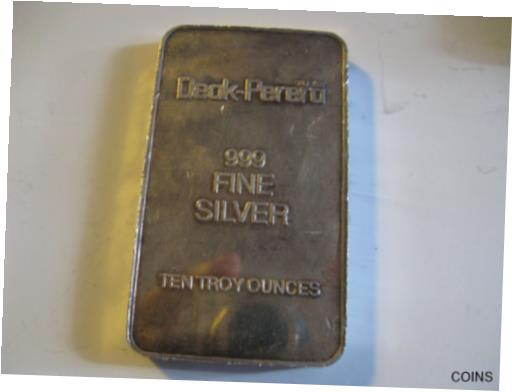 Deak-Perera
999
FINE
SILVER
TEN TROY OUNCES
COINS